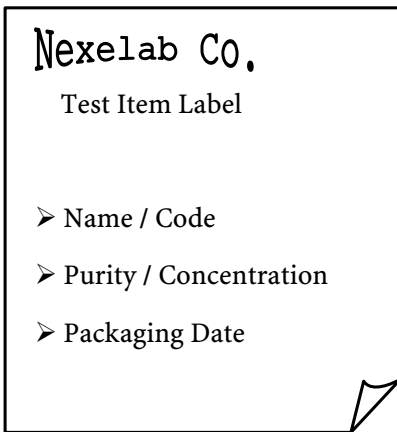 Nexelab Co.
Test Item Label
➢ Name / Code
➢ Purity / Concentration
➢ Packaging Date